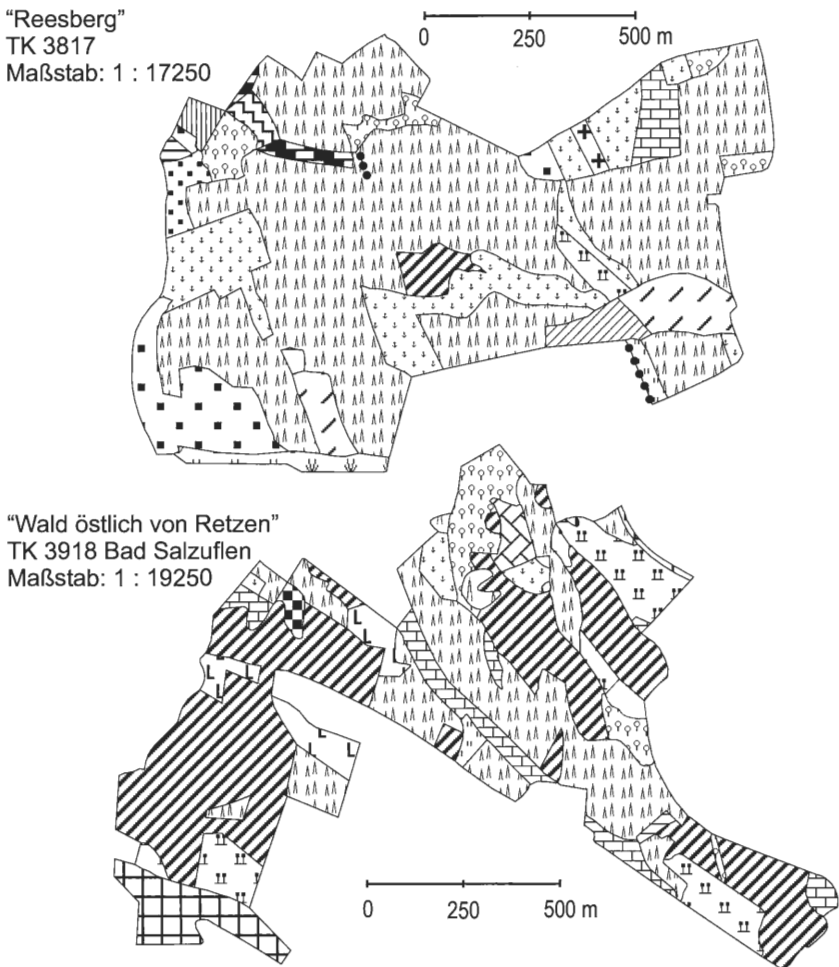 "Reesberg"
TK 3817
Maßstab: 1 : 17250
0 250 500 m
"Wald östlich von Retzen"
TK 3918 Bad Salzuflen
Maßstab: 1 : 19250
L
L
L
L
L
L
L
L
0 250 500 m